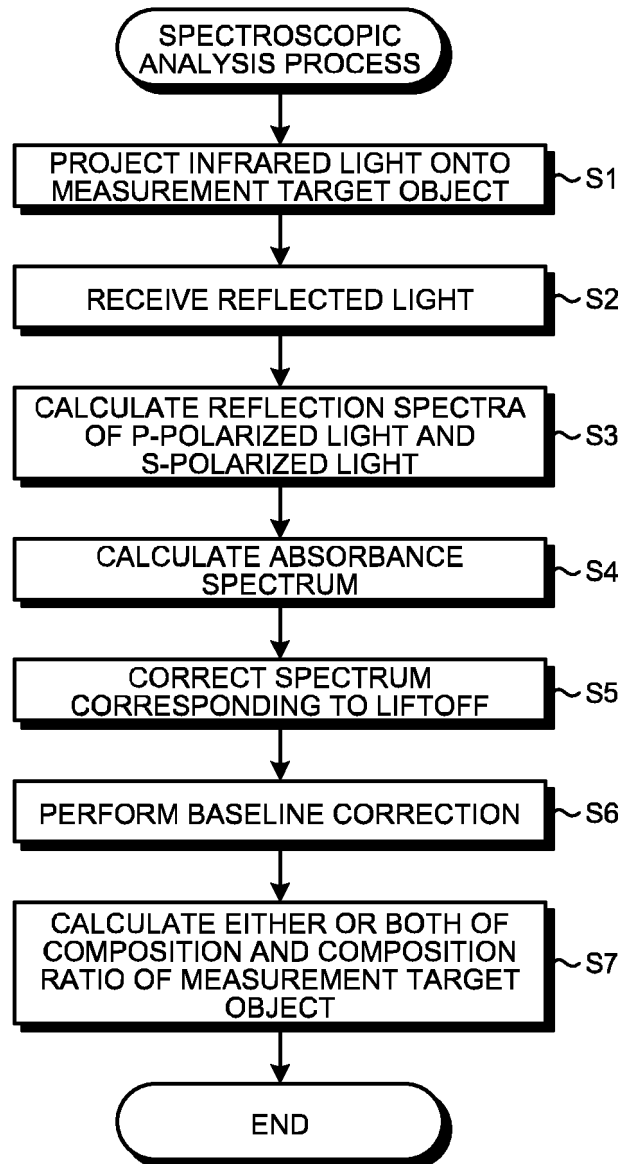 SPECTROSCOPIC
ANALYSIS PROCESS
PROJECT INFRARED LIGHT ONTO
MEASUREMENT TARGET OBJECT
S1
RECEIVE REFLECTED LIGHT
S2
CALCULATE REFLECTION SPECTRA
OF P-POLARIZED LIGHT AND
S-POLARIZED LIGHT
S3
CALCULATE ABSORBANCE
SPECTRUM
S4
CORRECT SPECTRUM
CORRESPONDING TO LIFTOFF
S5
PERFORM BASELINE CORRECTION
S6
CALCULATE EITHER OR BOTH OF
COMPOSITION AND COMPOSITION
RATIO OF MEASUREMENT TARGET
OBJECT
S7
END